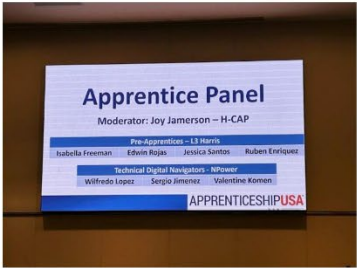 Apprentice Panel
Moderator: Joy Jamerson – H-CAP
Pre-Apprentices – L3 Harris
Isabella Freeman Edwin Rojas Jessica Santos Ruben Enriquez
Technical Digital Navigators - NPower
Wilfredo Lopez Sergio Jimenez Valentine Komen
APPRENTICESHIPUSA